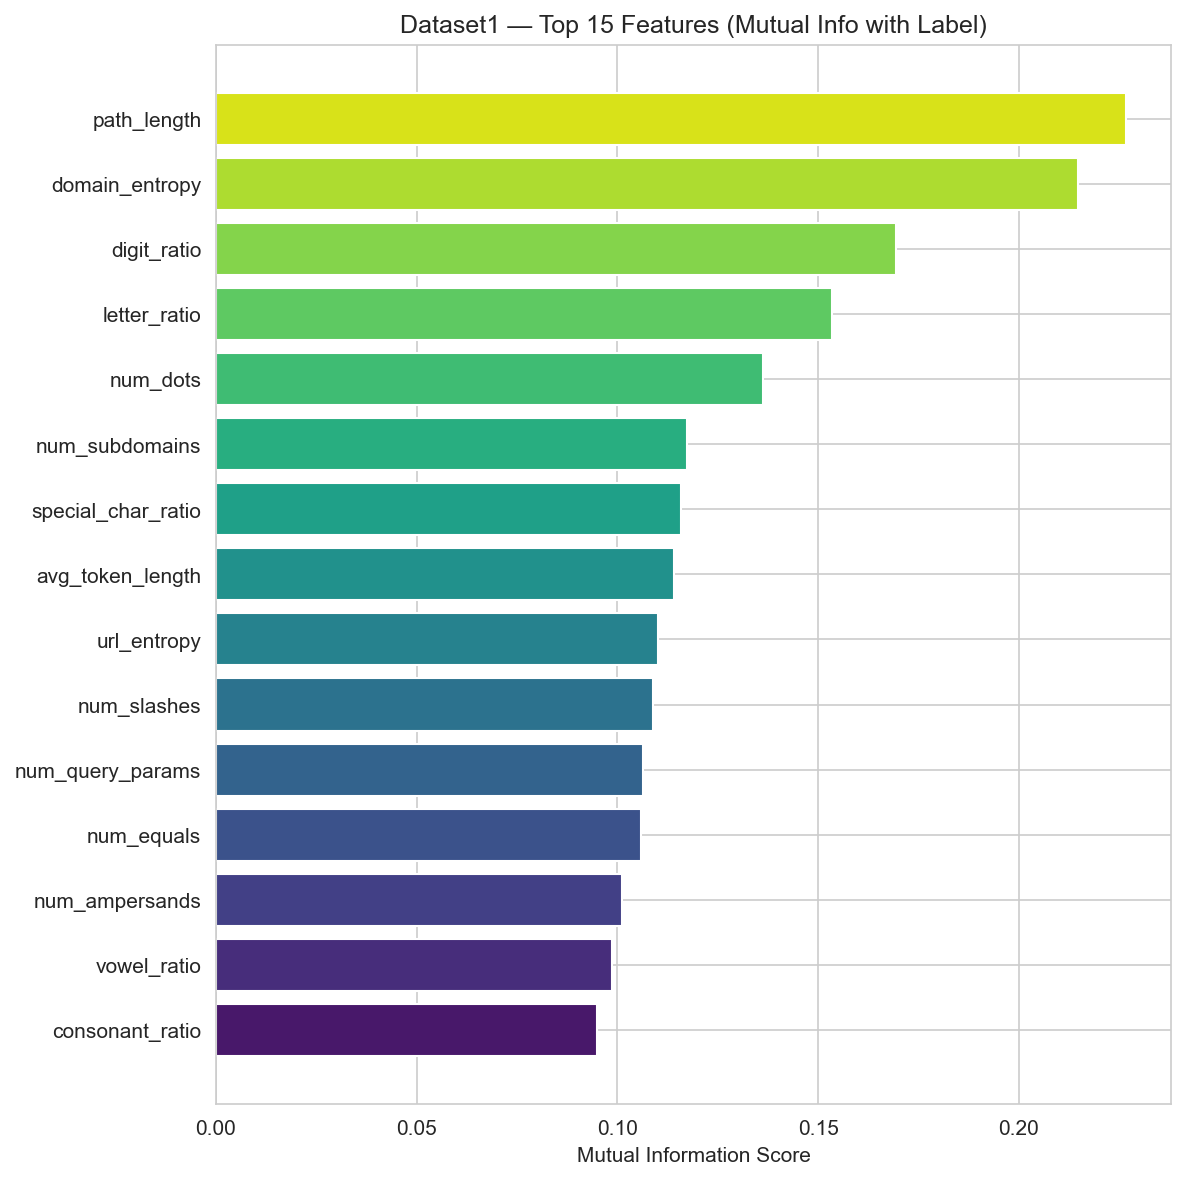 Dataset1 — Top 15 Features (Mutual Info with Label)
path_length
domain_entropy
digit_ratio
letter_ratio
num_dots
num_subdomains
special_char_ratio
avg_token_length
url_entropy
num_slashes
num_query_params
num_equals
num_ampersands
vowel_ratio
consonant_ratio
0.00 0.05 0.10 0.15 0.20
Mutual Information Score